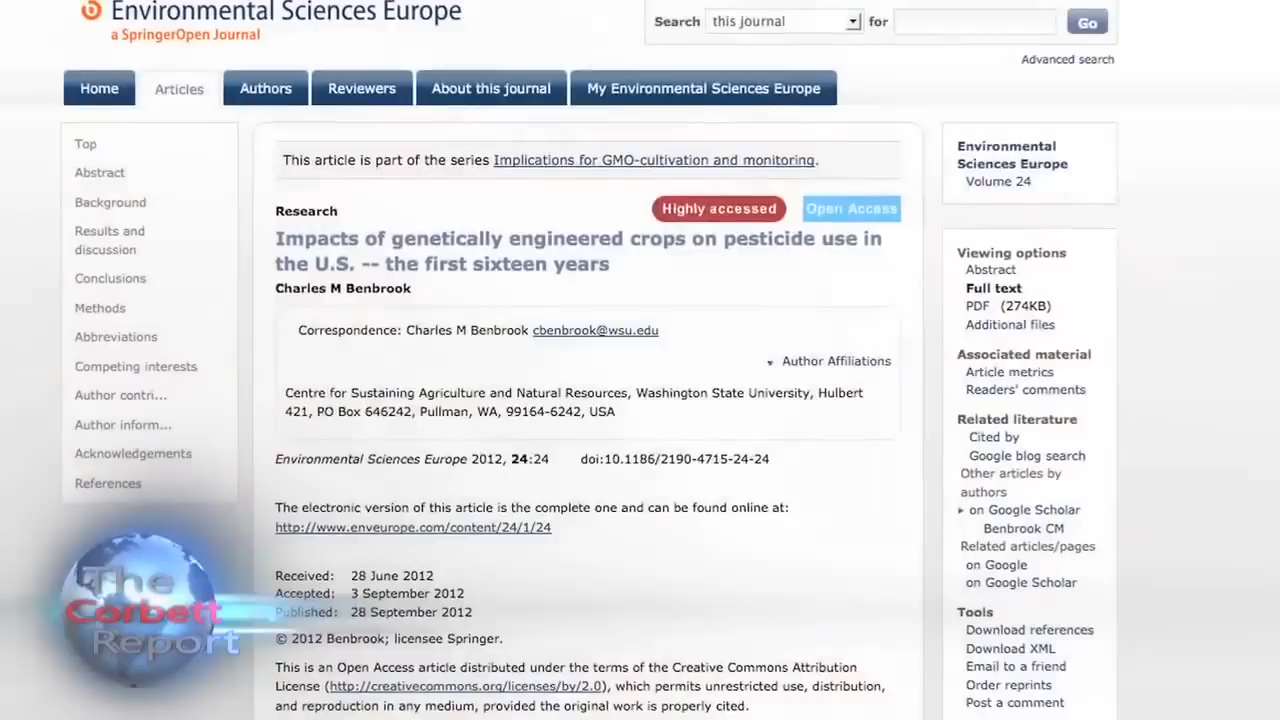 Environmental Sciences Europe
a SpringerOpen Journal
Search this journal for Go
Advanced search
Home Articles Authors Reviewers About this journal My Environmental Sciences Europe
Top
Abstract
Background
Results and
discussion
Conclusions
Methods
Abbreviations
Competing interests
Author contri...
Author inform...
Acknowledgements
References
This article is part of the series Implications for GMO-cultivation and monitoring.
Research
Highly accessed Open Access
Impacts of genetically engineered crops on pesticide use in
the U.S. -- the first sixteen years
Charles M Benbrook
Correspondence: Charles M Benbrook cbenbrook@wsu.edu
Author Affiliations
Centre for Sustaining Agriculture and Natural Resources, Washington State University, Hulbert
421, PO Box 646242, Pullman, WA, 99164-6242, USA
Environmental Sciences Europe 2012, 24:24 doi:10.1186/2190-4715-24-24
The electronic version of this article is the complete one and can be found online at:
http://www.enveurope.com/content/24/1/24
Received: 28 June 2012
Accepted: 3 September 2012
Published: 28 September 2012
© 2012 Benbrook; licensee Springer.
This is an Open Access article distributed under the terms of the Creative Commons Attribution
License (http://creativecommons.org/licenses/by/2.0), which permits unrestricted use, distribution,
and reproduction in any medium, provided the original work is properly cited.
Environmental
Sciences Europe
Volume 24
Viewing options
Abstract
Full text
PDF (274KB)
Additional files
Associated material
Article metrics
Readers' comments
Related literature
Cited by
Google blog search
Other articles by
authors
on Google Scholar
Benbrook CM
Related articles/pages
on Google
on Google Scholar
Tools
Download references
Download XML
Email to a friend
Order reprints
Post a comment
The
Corbett
Report